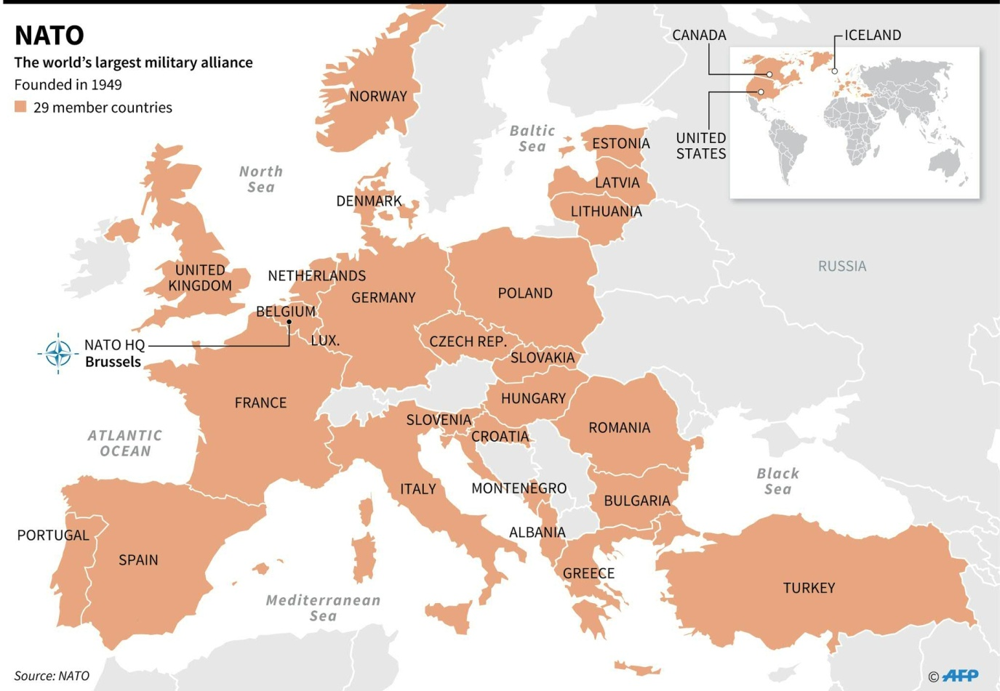 NATO
The world's largest military alliance
Founded in 1949
29 member countries
CANADA
ICELAND
UNITED
STATES
NORWAY
Baltic
Sea
ESTONIA
North
Sea
LATVIA
DENMARK
LITHUANIA
UNITED
KINGDOM
NETHERLANDS
GERMANY
POLAND
RUSSIA
BELGIUM
LUX.
CZECH REP.
NATO HQ
Brussels
SLOVAKIA
FRANCE
HUNGARY
SLOVENIA
CROATIA
ROMANIA
ATLANTIC
OCEAN
ITALY
MONTENEGRO
BULGARIA
Black
Sea
PORTUGAL
SPAIN
ALBANIA
GREECE
TURKEY
Mediterranean
Sea
Source: NATO
© AFP